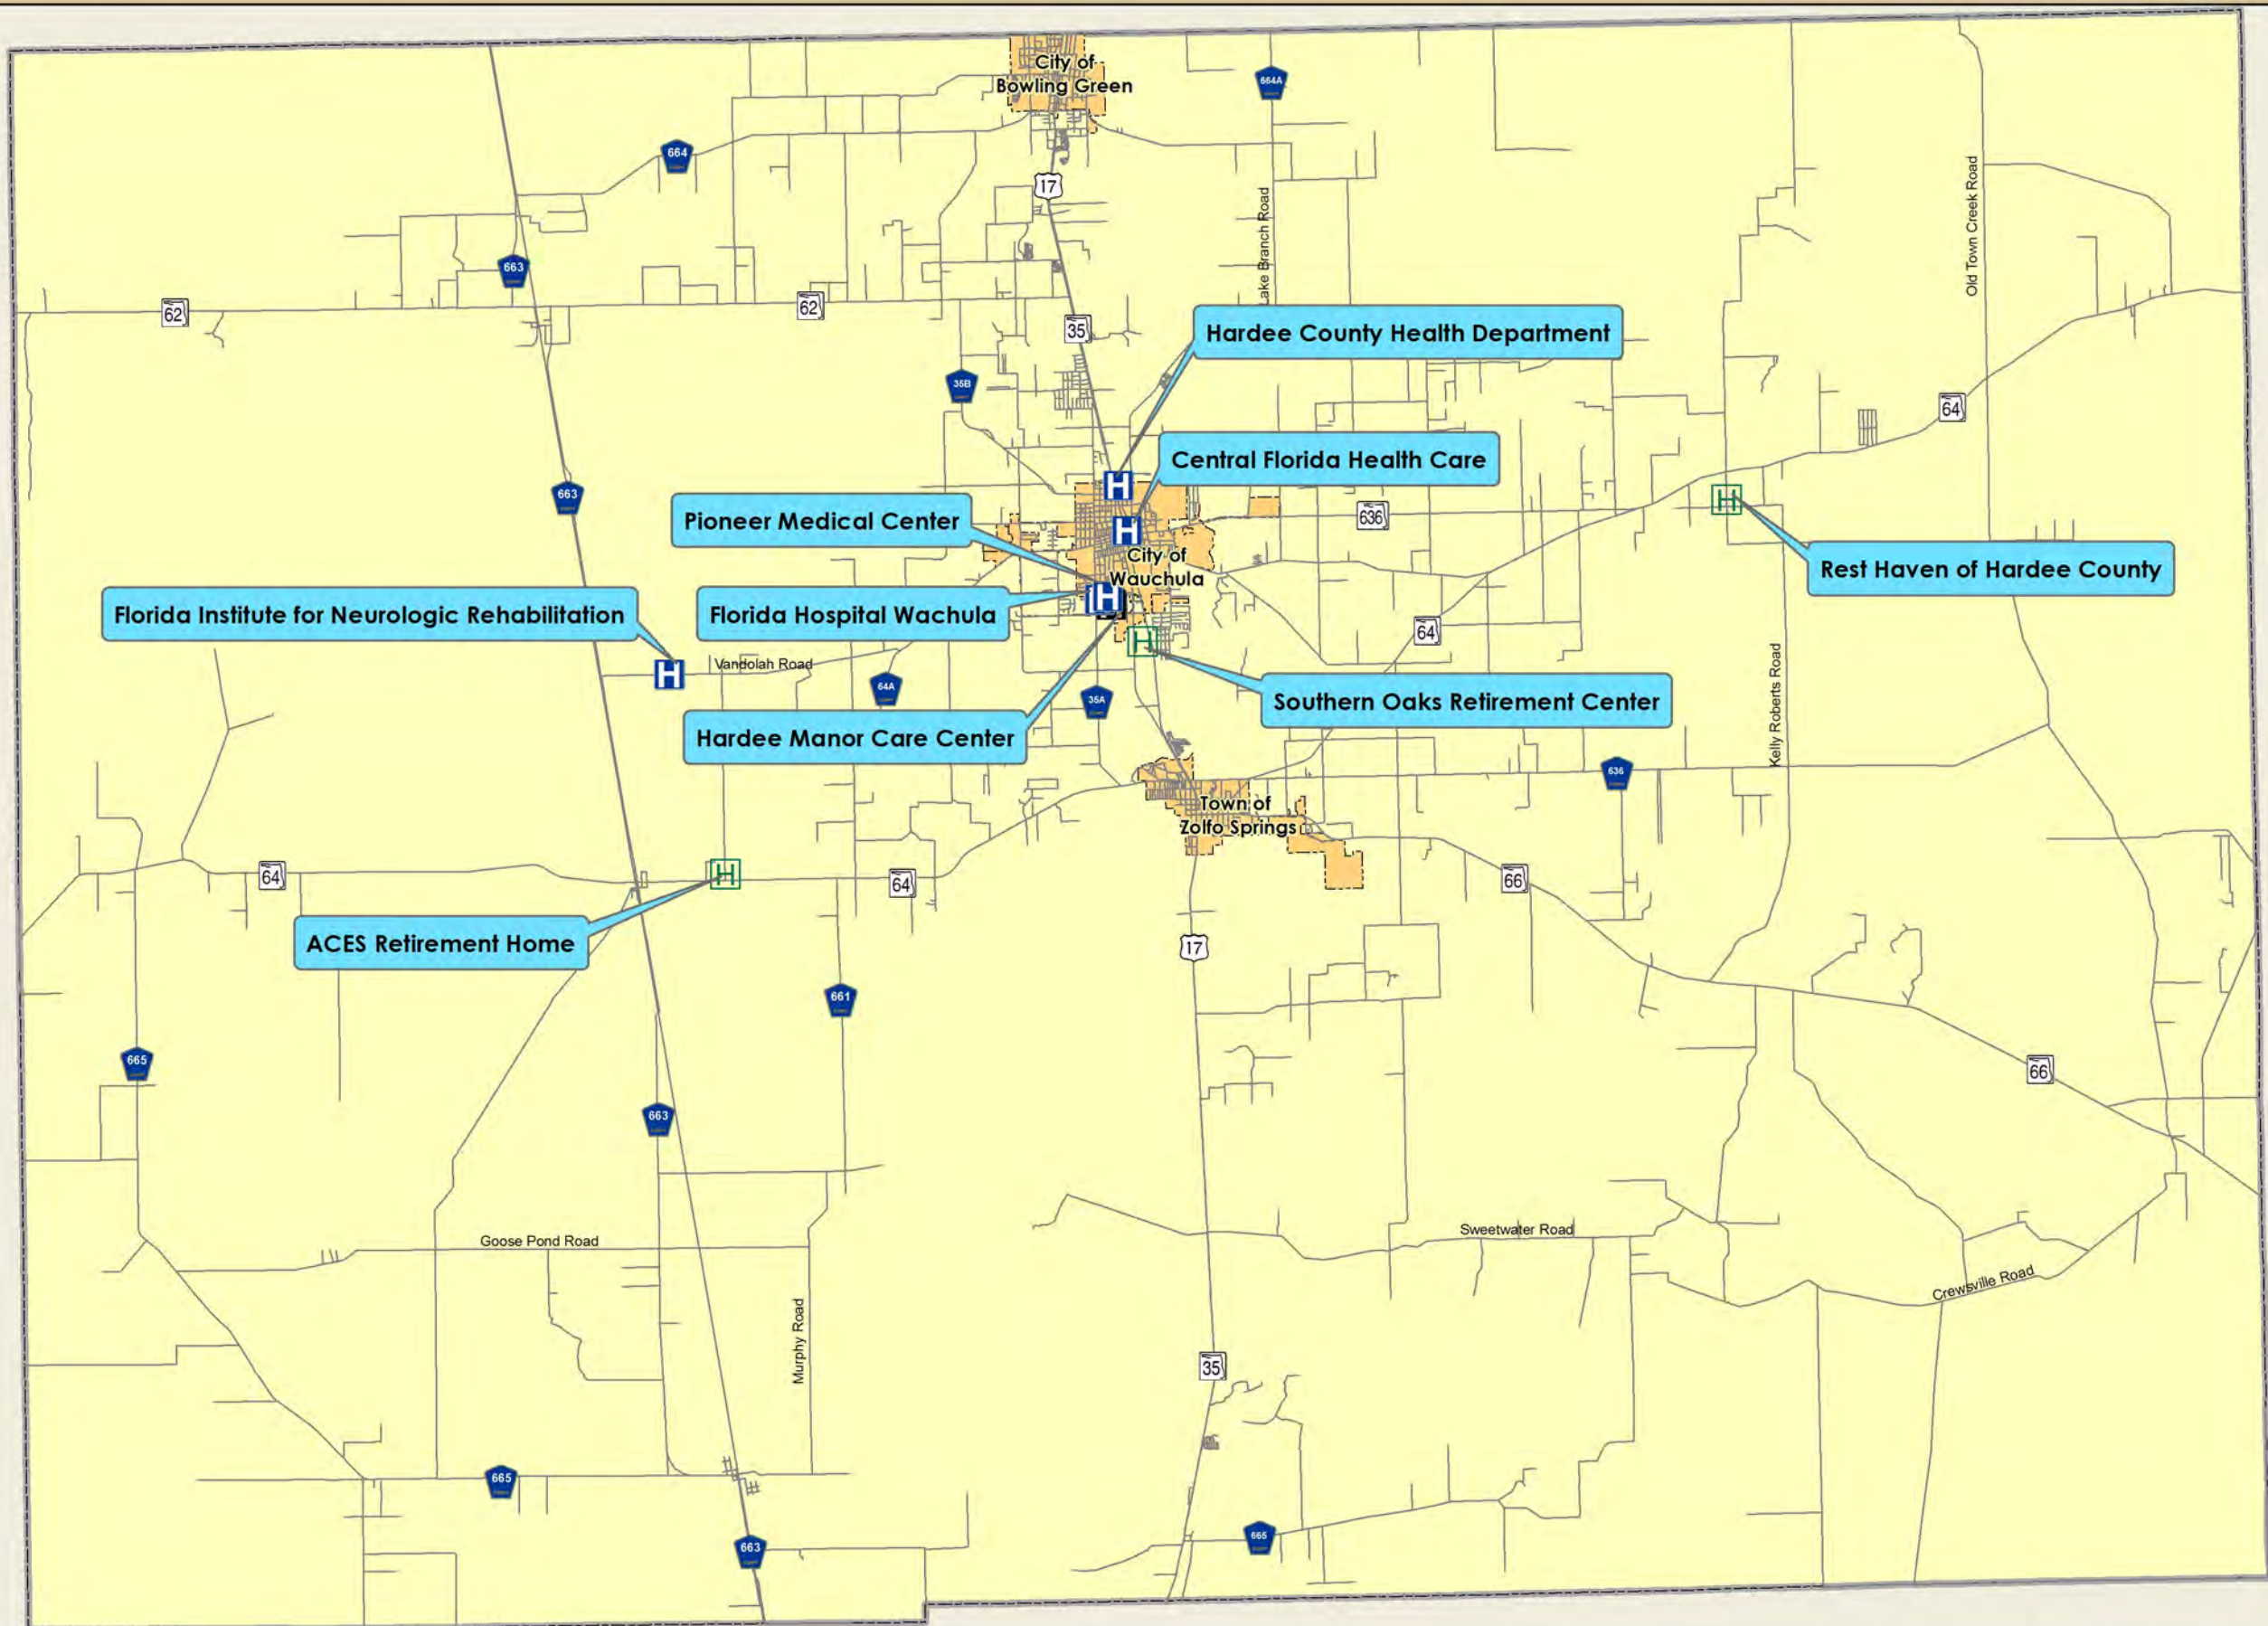 City of
Bowling Green
664A
664
Old Town Creek Road
17
Lake Branch Road
663
62
62
35
Hardee County Health Department
35B
64
Central Florida Health Care
663
Pioneer Medical Center
636
City of
Wauchula
Rest Haven of Hardee County
Florida Institute for Neurologic Rehabilitation
Florida Hospital Wachula
64
Vandolah Road
64A
35A
Southern Oaks Retirement Center
Kelly Roberts Road
Hardee Manor Care Center
636
Town of
Zolfo Springs
64
64
66
ACES Retirement Home
17
661
665
66
663
Sweetwater Road
Goose Pond Road
Crewsville Road
Murphy Road
35
665
665
663
H
H
H
H
H
H
H